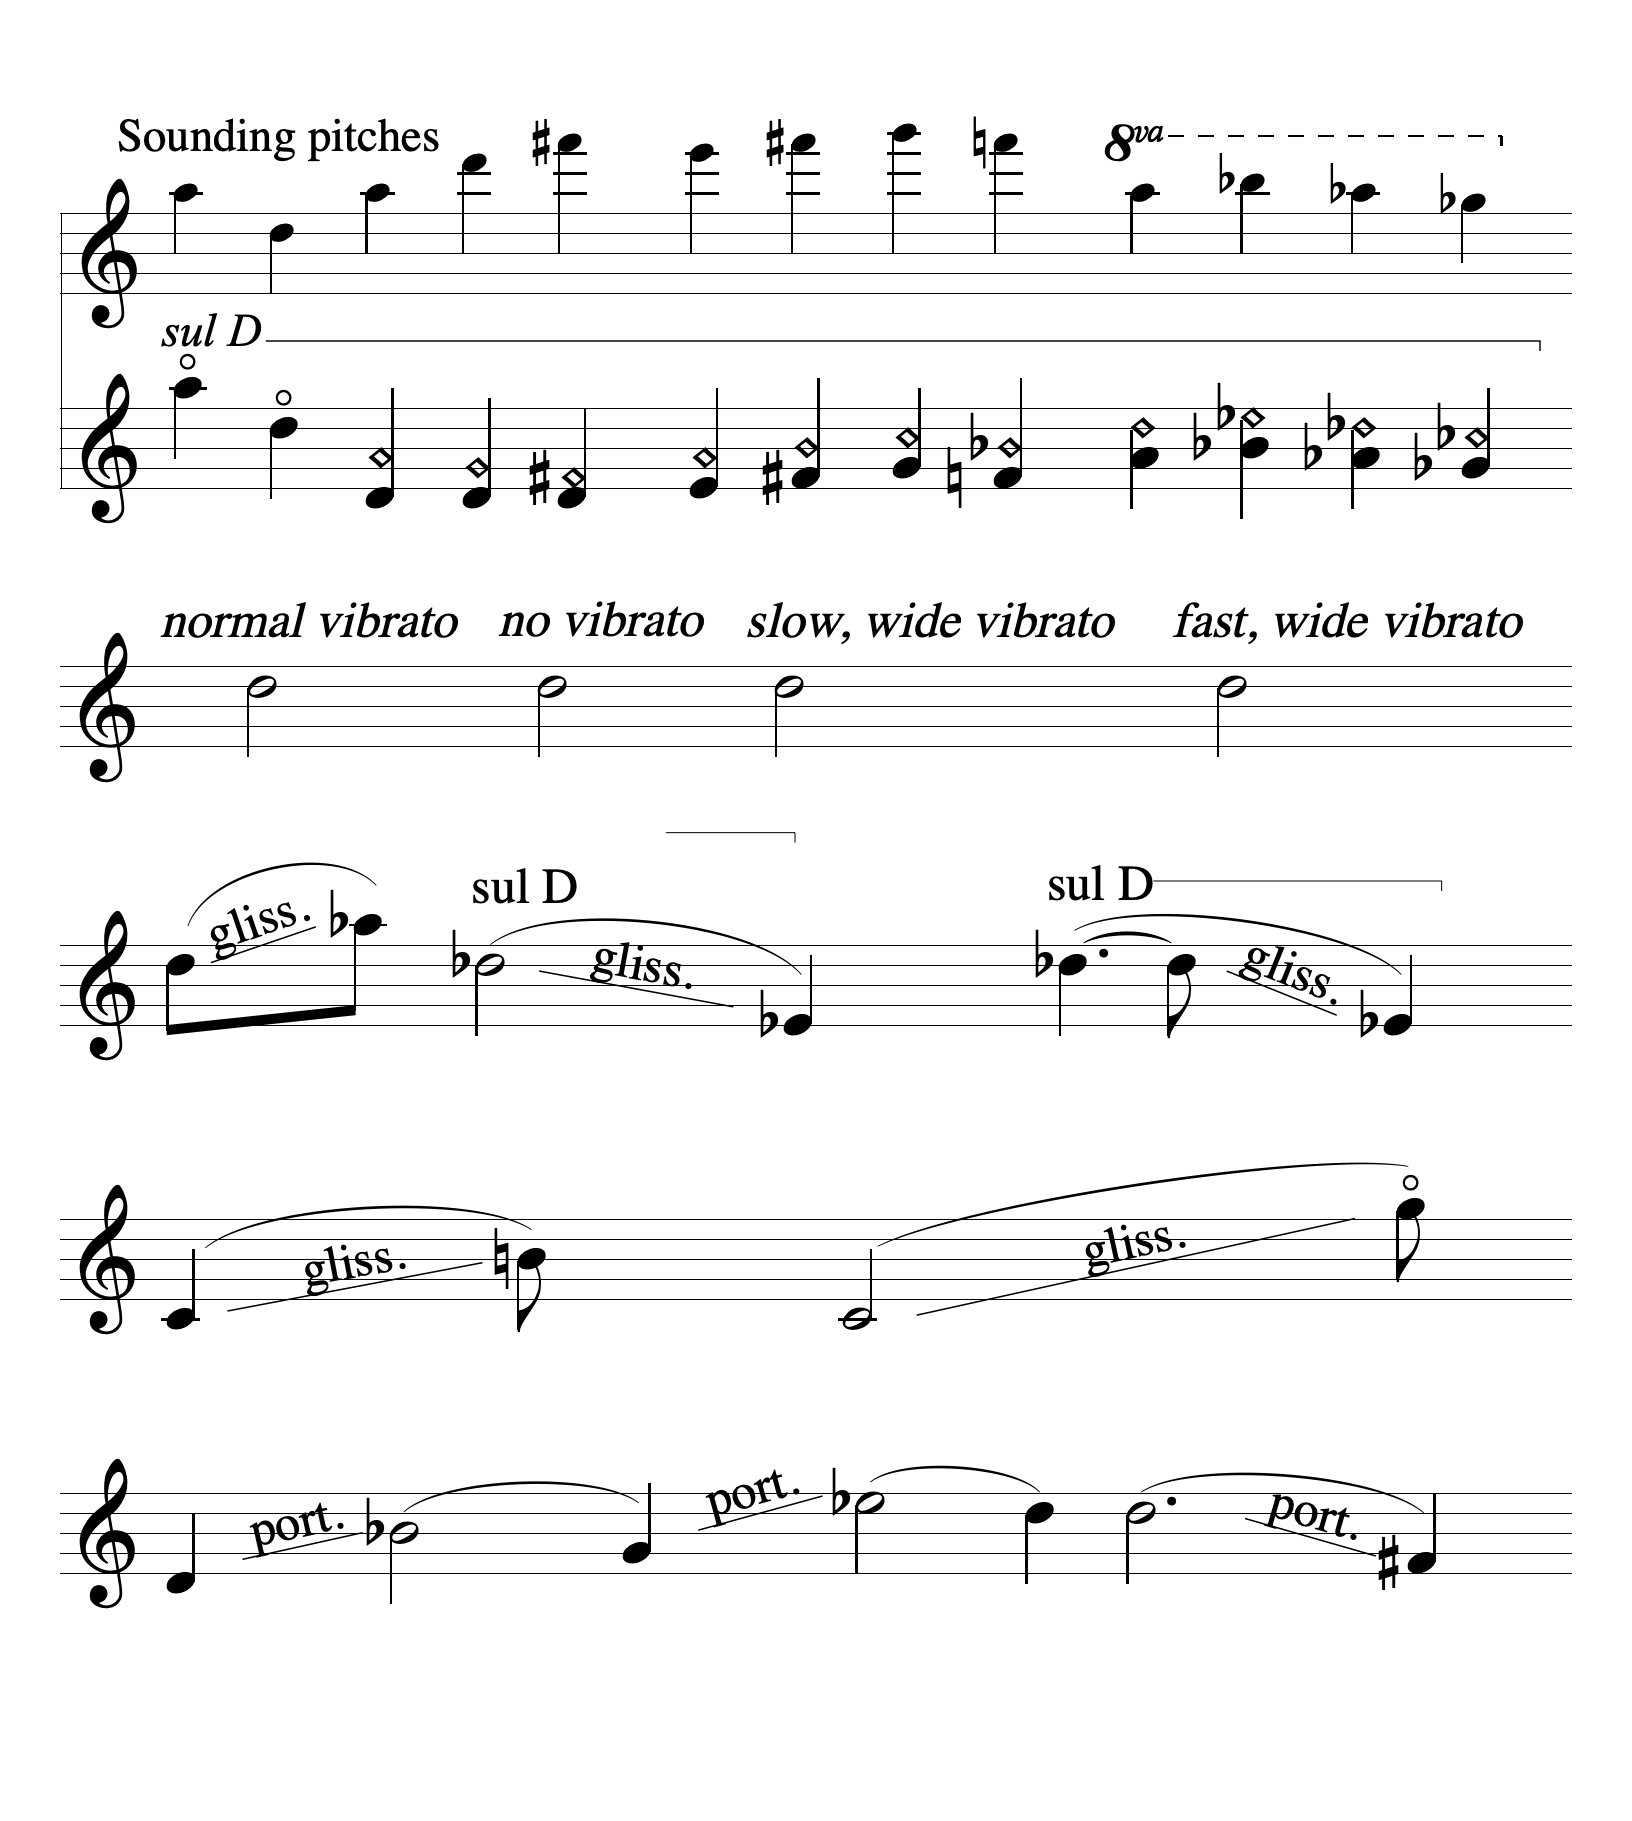 Sounding pitches
8va
sul D
normal vibrato no vibrato slow, wide vibrato fast, wide vibrato
sul D sul D
gliss. gliss. gliss.
gliss. gliss.
port. port. port.